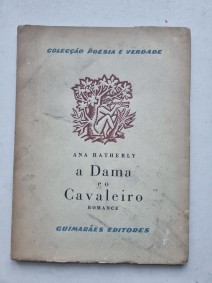 COLECÇÃO POESIA E VERDADE
ANA HATHERLY
a Dama
e o
Cavaleiro
ROMANCE
GUIMARÃES EDITORES